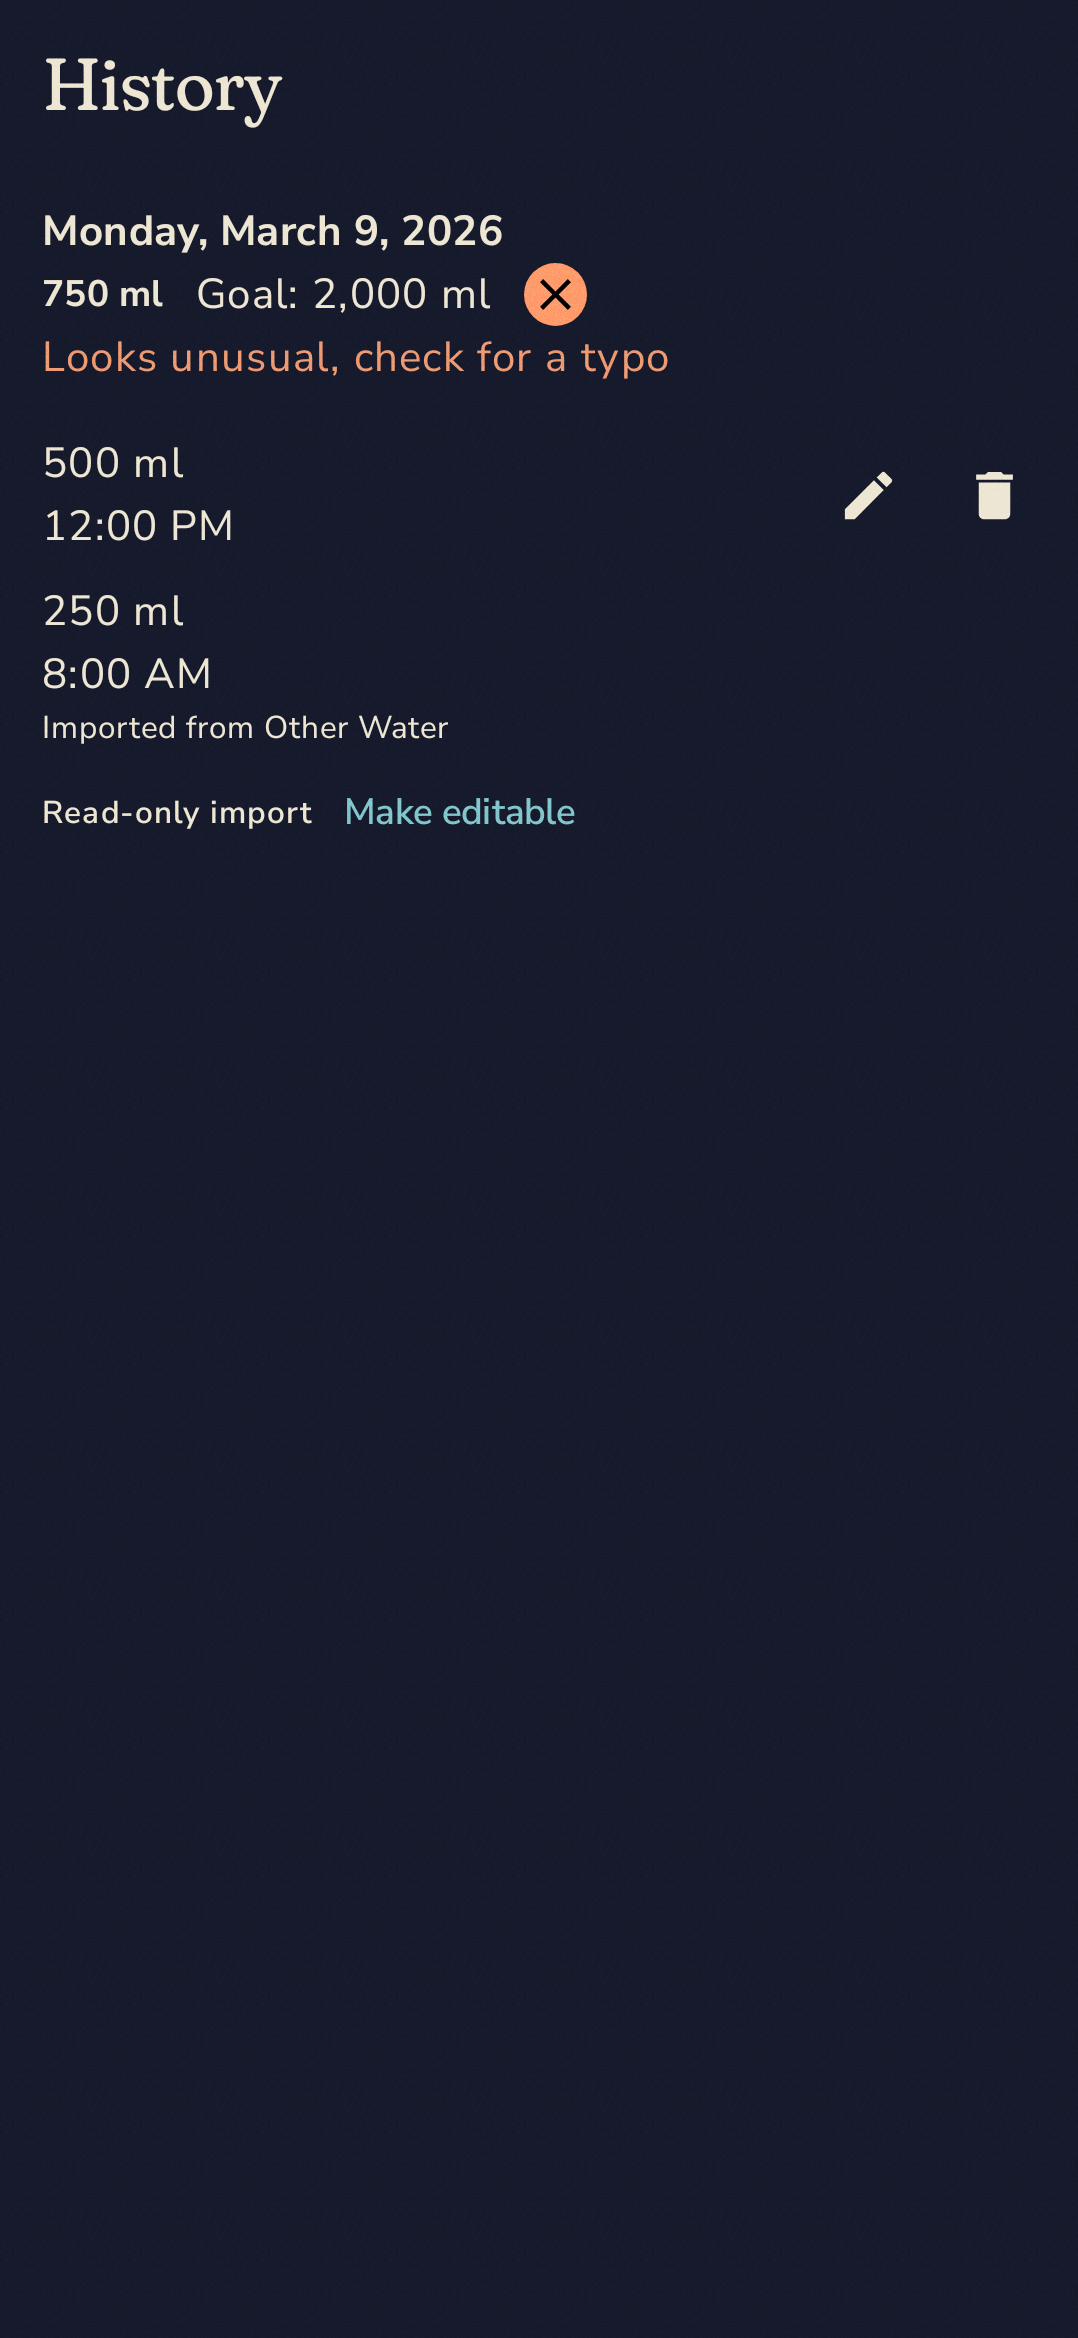 History
Monday, March 9, 2026
750 ml Goal: 2,000 ml
Looks unusual, check for a typo
500 ml
12:00 PM
250 ml
8:00 AM
Imported from Other Water
Read-only import Make editable